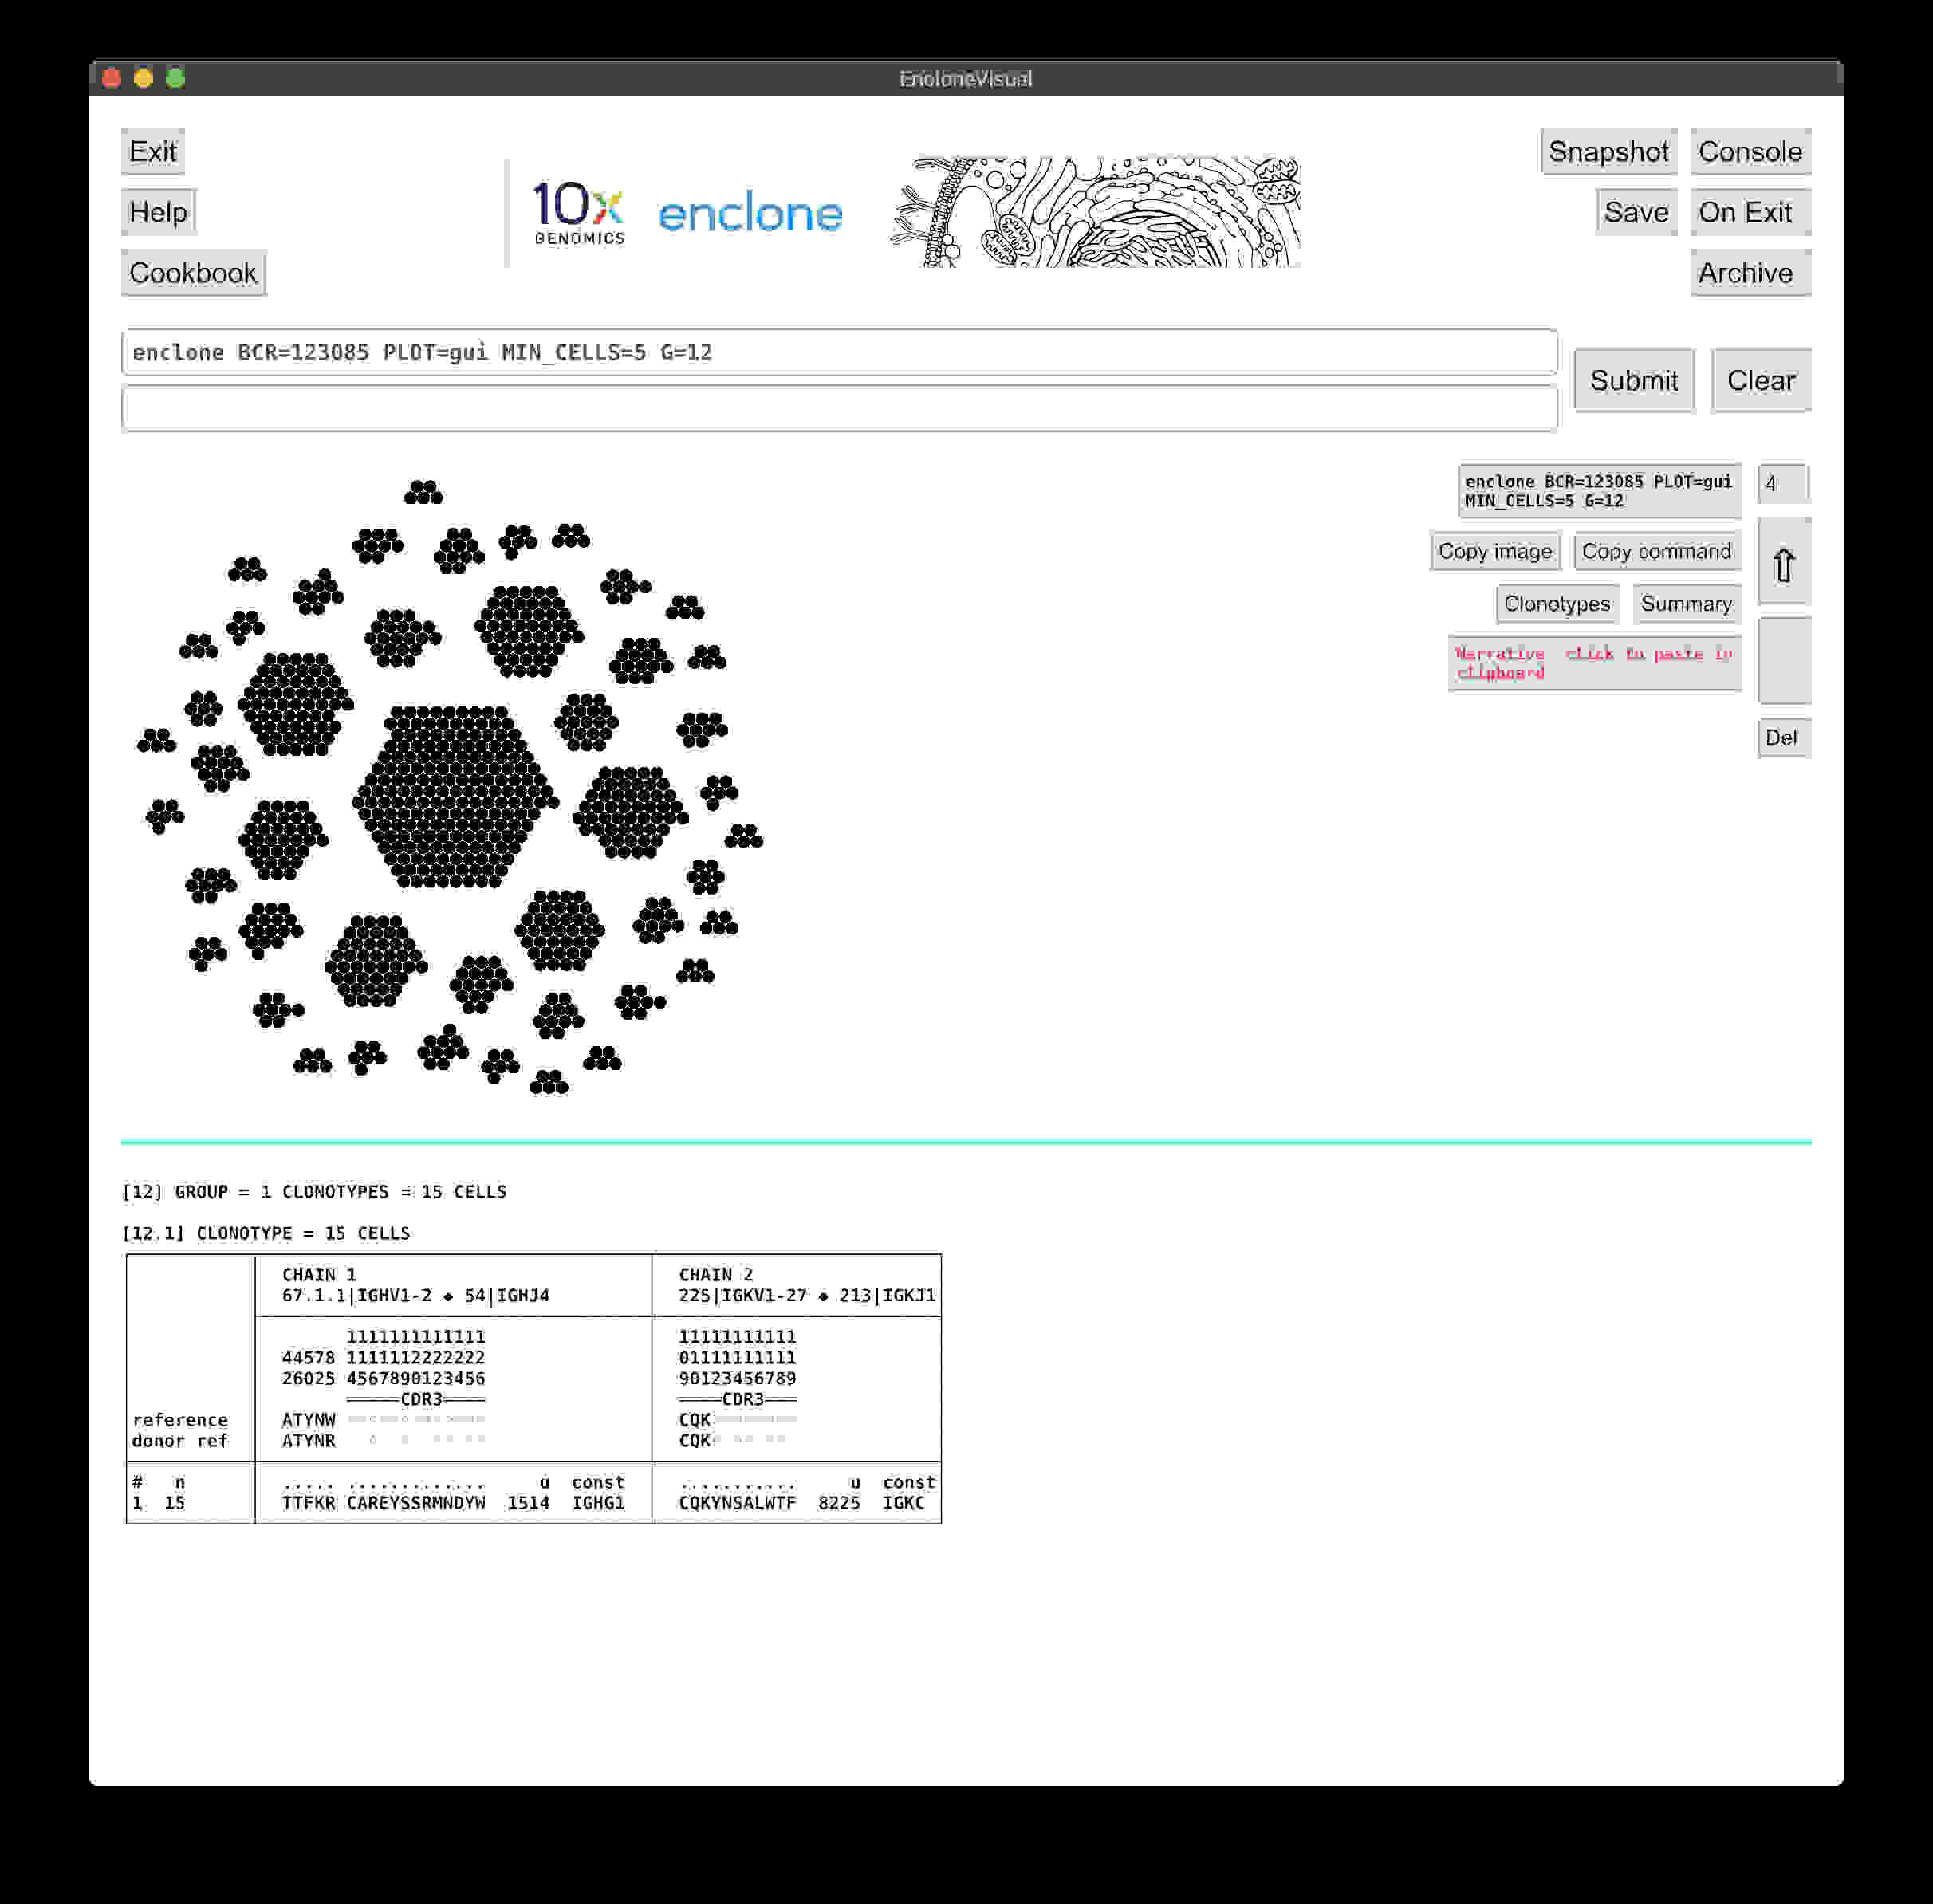 EncloneVisual
Exit
Help
Cookbook
10x
GENOMICS
enclone
Snapshot
Console
Save
On Exit
Archive
enclone BCR=123085 PLOT=gui MIN_CELLS=5 G=12
Submit
Clear
enclone BCR=123085 PLOT=gui
MIN_CELLS=5 G=12
4
Copy image
Copy command
⇧
Clonotypes
Summary
Narrative click to paste in
clipboard
Del
[12] GROUP = 1 CLONOTYPES = 15 CELLS
[12.1] CLONOTYPE = 15 CELLS
CHAIN 1 CHAIN 2
67.1.1|IGHV1-2 ◆ 54|IGHJ4 225|IGKV1-27 ◆ 213|IGKJ1
1111111111111 11111111111
44578 1111112222222 01111111111
26025 4567890123456 90123456789
═════CDR3════ ════CDR3═══
reference ATYNW CQK
donor ref ATYNR CQK
# n ..... ............. u const ........... u const
1 15 TTFKR CAREYSSRMNDYW 1514 IGHG1 CQKYNSALWTF 8225 IGKC